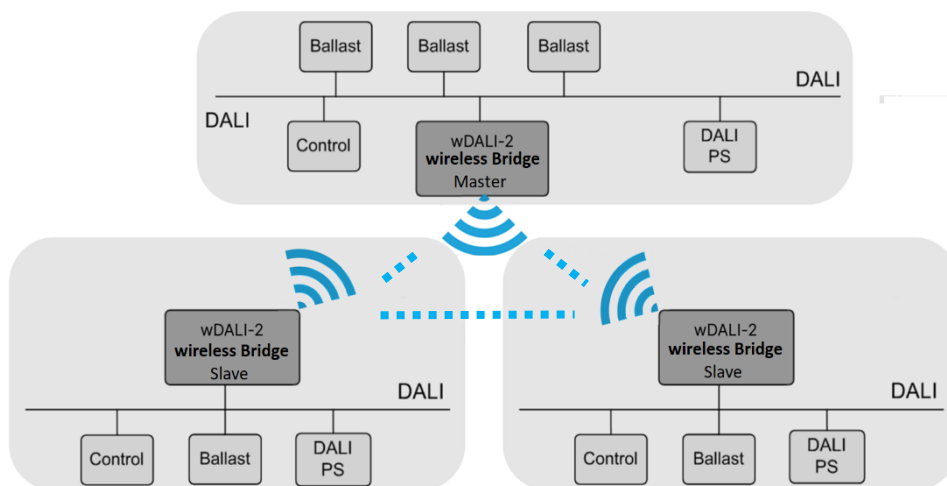 Ballast
Ballast
Ballast
DALI
DALI
Control
wDALI-2
wireless Bridge
Master
DALI
PS
wDALI-2
wireless Bridge
Slave
DALI
Control
Ballast
DALI
PS
wDALI-2
wireless Bridge
Slave
DALI
Control
Ballast
DALI
PS